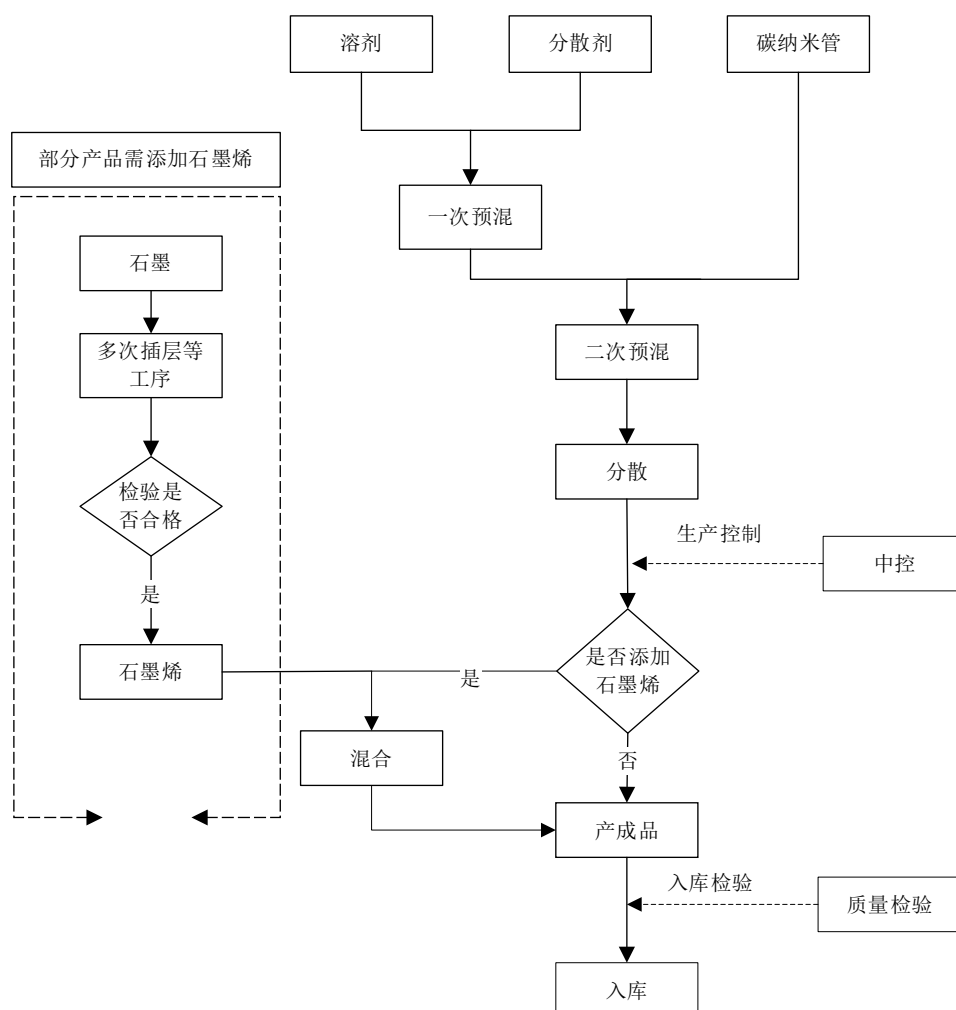 溶剂
分散剂
碳纳米管
部分产品需添加石墨烯
一次预混
石墨
多次插层等
工序
二次预混
检验是
否合格
分散
生产控制
中控
是
石墨烯
是
是否添加
石墨烯
混合
否
产成品
入库检验
质量检验
入库